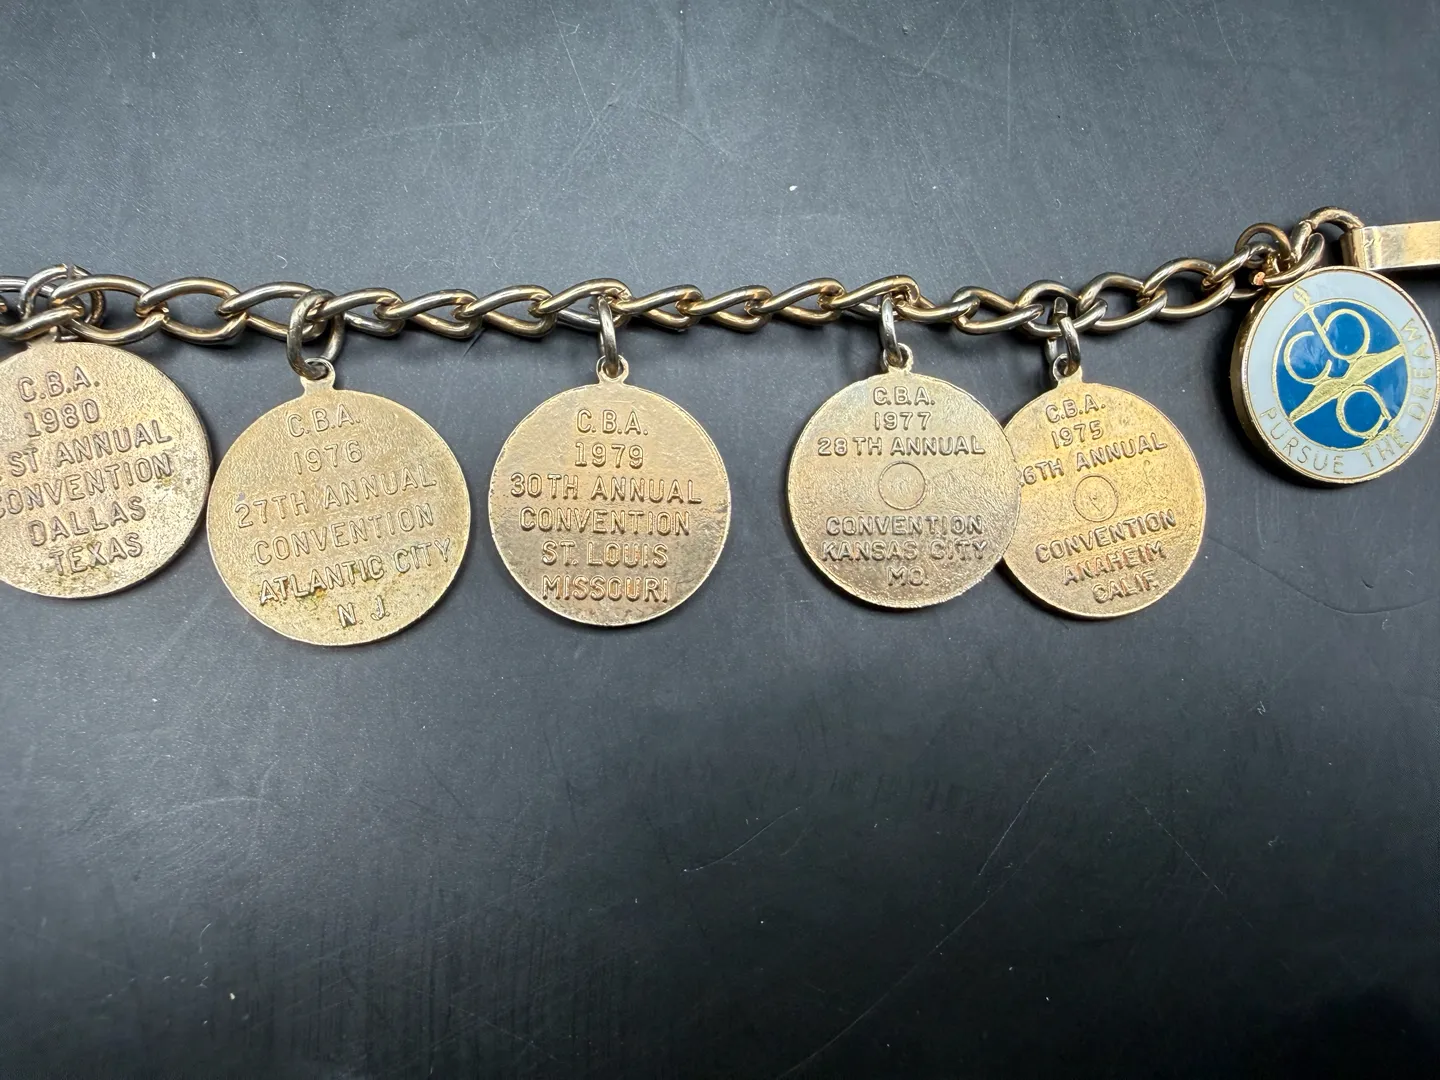 C.B.A.
1980
ST ANNUAL
CONVENTION
DALLAS
TEXAS
C.B.A.
1976
27TH ANNUAL
CONVENTION
ATLANTIC CITY
N.J.
C.B.A.
1979
30TH ANNUAL
CONVENTION
ST. LOUIS
MISSOURI
C.B.A.
1977
28TH ANNUAL
CONVENTION
KANSAS CITY
MO.
C.B.A.
1975
6TH ANNUAL
CONVENTION
ANAHEIM
CALIF.
PURSUE THE DREAM